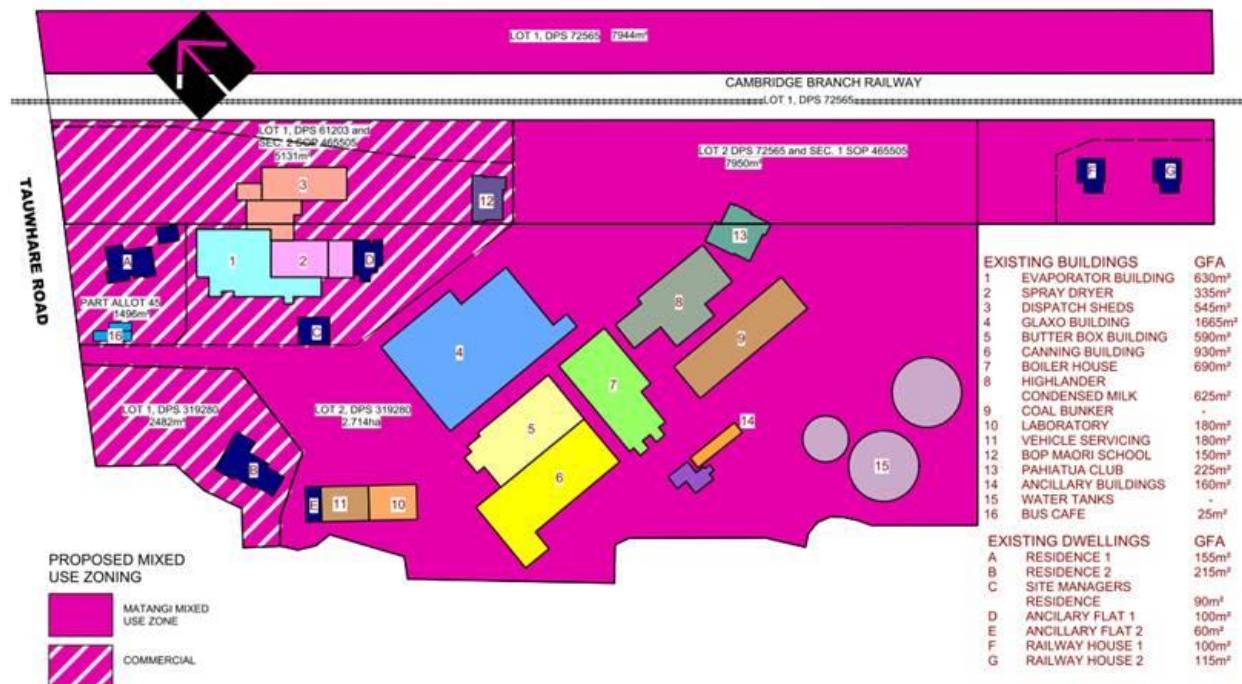 LOT 1, DPS 72565 7944m²
CAMBRIDGE BRANCH RAILWAY
LOT 1, DPS 72565
LOT 1, DPS 61203 and
SEC. 2 SOP 465505
5131m²
LOT 2 DPS 72565 and SEC. 1 SOP 465505
7950m²
TAUWHARE ROAD
3
12
F
G
13
A
1
2
D
PART ALLOT 45
1496m²
16
C
8
4
9
7
LOT 1, DPS 319280
2482m²
LOT 2, DPS 319280
2.714ha
14
5
B
6
15
E
11
10
EXISTING BUILDINGS GFA
1 EVAPORATOR BUILDING 630m²
2 SPRAY DRYER 335m²
3 DISPATCH SHEDS 545m²
4 GLAXO BUILDING 1665m²
5 BUTTER BOX BUILDING 590m²
6 CANNING BUILDING 930m²
7 BOILER HOUSE 690m²
8 HIGHLANDER
CONDENSED MILK 625m²
9 COAL BUNKER -
10 LABORATORY 180m²
11 VEHICLE SERVICING 180m²
12 BOP MAORI SCHOOL 150m²
13 PAHIATUA CLUB 225m²
14 ANCILLARY BUILDINGS 160m²
15 WATER TANKS -
16 BUS CAFE 25m²
EXISTING DWELLINGS GFA
A RESIDENCE 1 155m²
B RESIDENCE 2 215m²
C SITE MANAGERS
RESIDENCE 90m²
D ANCILARY FLAT 1 100m²
E ANCILLARY FLAT 2 60m²
F RAILWAY HOUSE 1 100m²
G RAILWAY HOUSE 2 115m²
PROPOSED MIXED
USE ZONING
MATANGI MIXED
USE ZONE
COMMERCIAL